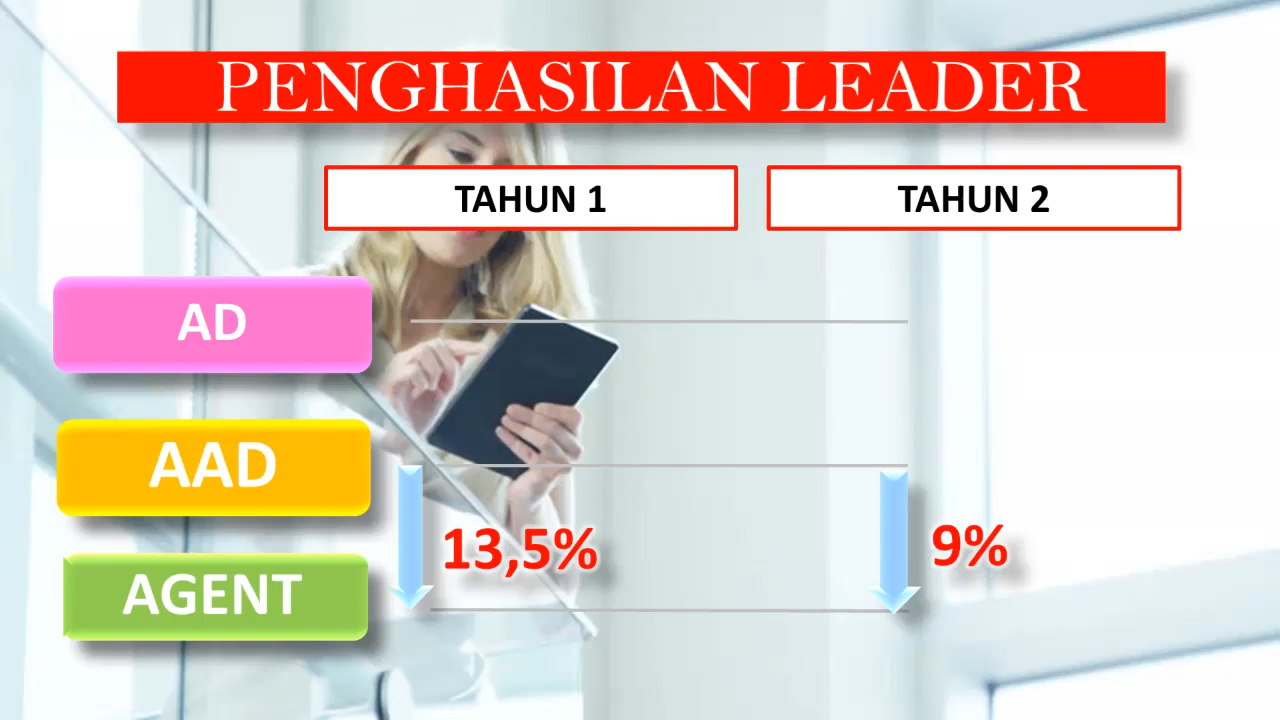 PENGHASILAN LEADER
TAHUN 1
TAHUN 2
AD
AAD
13,5%
9%
AGENT